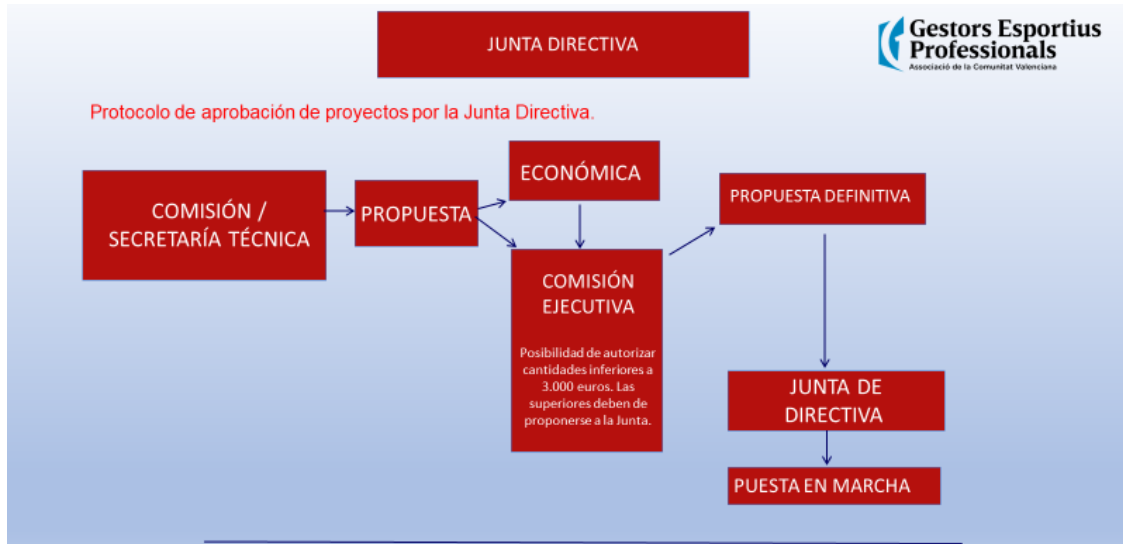 JUNTA DIRECTIVA
Gestors Esportius
Professionals
Associació de la Comunitat Valenciana
Protocolo de aprobación de proyectos por la Junta Directiva.
COMISIÓN /
SECRETARÍA TÉCNICA
PROPUESTA
ECONÓMICA
COMISIÓN
EJECUTIVA
Posibilidad de autorizar
cantidades inferiores a
3.000 euros. Las
superiores deben de
proponerse a la Junta.
PROPUESTA DEFINITIVA
JUNTA DE
DIRECTIVA
PUESTA EN MARCHA